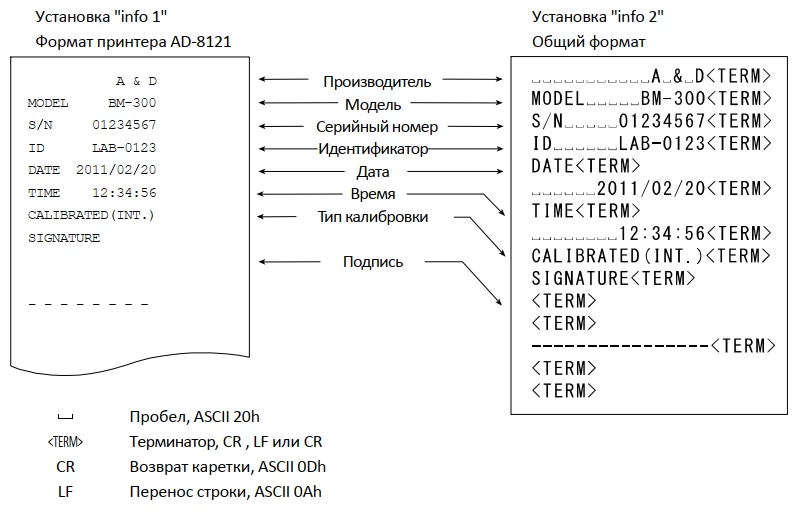 Установка "info 1"
Формат принтера AD-8121
A & D
MODEL BM-300
S/N 01234567
ID LAB-0123
DATE 2011/02/20
TIME 12:34:56
CALIBRATED(INT.)
SIGNATURE
- - - - - - - -
Производитель
Модель
Серийный номер
Идентификатор
Дата
Время
Тип калибровки
Подпись
Установка "info 2"
Общий формат
␣␣␣␣␣␣␣␣␣␣␣A␣&␣D<TERM>
MODEL␣␣␣␣␣BM-300<TERM>
S/N␣␣␣␣␣01234567<TERM>
ID␣␣␣␣␣␣LAB-0123<TERM>
DATE<TERM>
␣␣␣␣␣␣2011/02/20<TERM>
TIME<TERM>
␣␣␣␣␣␣␣␣12:34:56<TERM>
CALIBRATED(INT.)<TERM>
SIGNATURE<TERM>
<TERM>
<TERM>
----------------<TERM>
<TERM>
<TERM>
␣ Пробел, ASCII 20h
<TERM> Терминатор, CR , LF или CR
CR Возврат каретки, ASCII 0Dh
LF Перенос строки, ASCII 0Ah